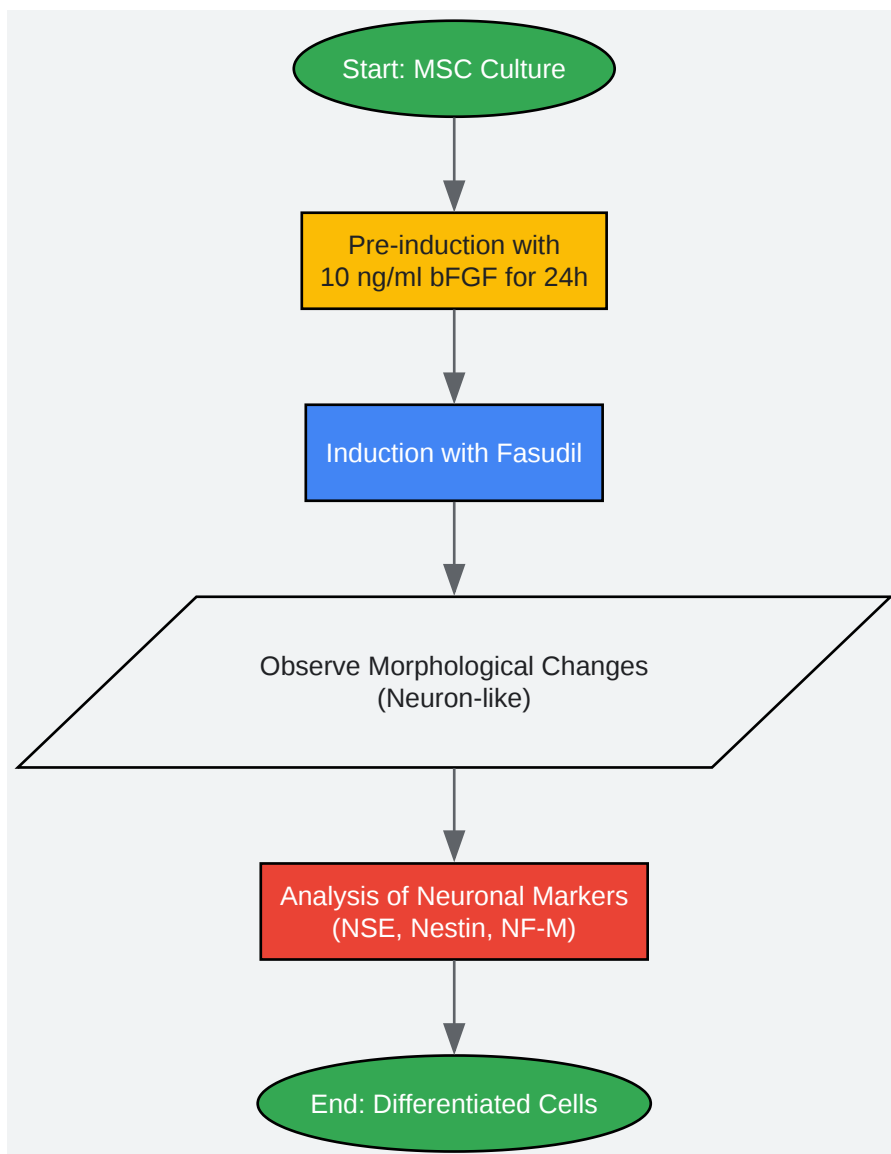 Start: MSC Culture
Pre-induction with
10 ng/ml bFGF for 24h
Induction with Fasudil
Observe Morphological Changes
(Neuron-like)
Analysis of Neuronal Markers
(NSE, Nestin, NF-M)
End: Differentiated Cells